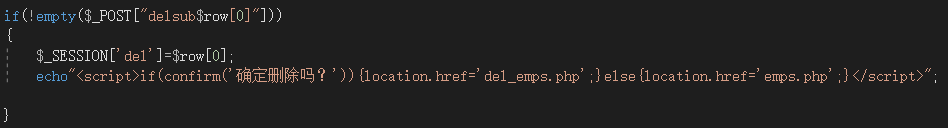 if(!empty($_POST["delsub$row[0]"]))
{
$_SESSION['del']=$row[0];
echo"<script>if(confirm('确定删除吗？')){location.href='del_emps.php';}else{location.href='emps.php';}</script>";
}